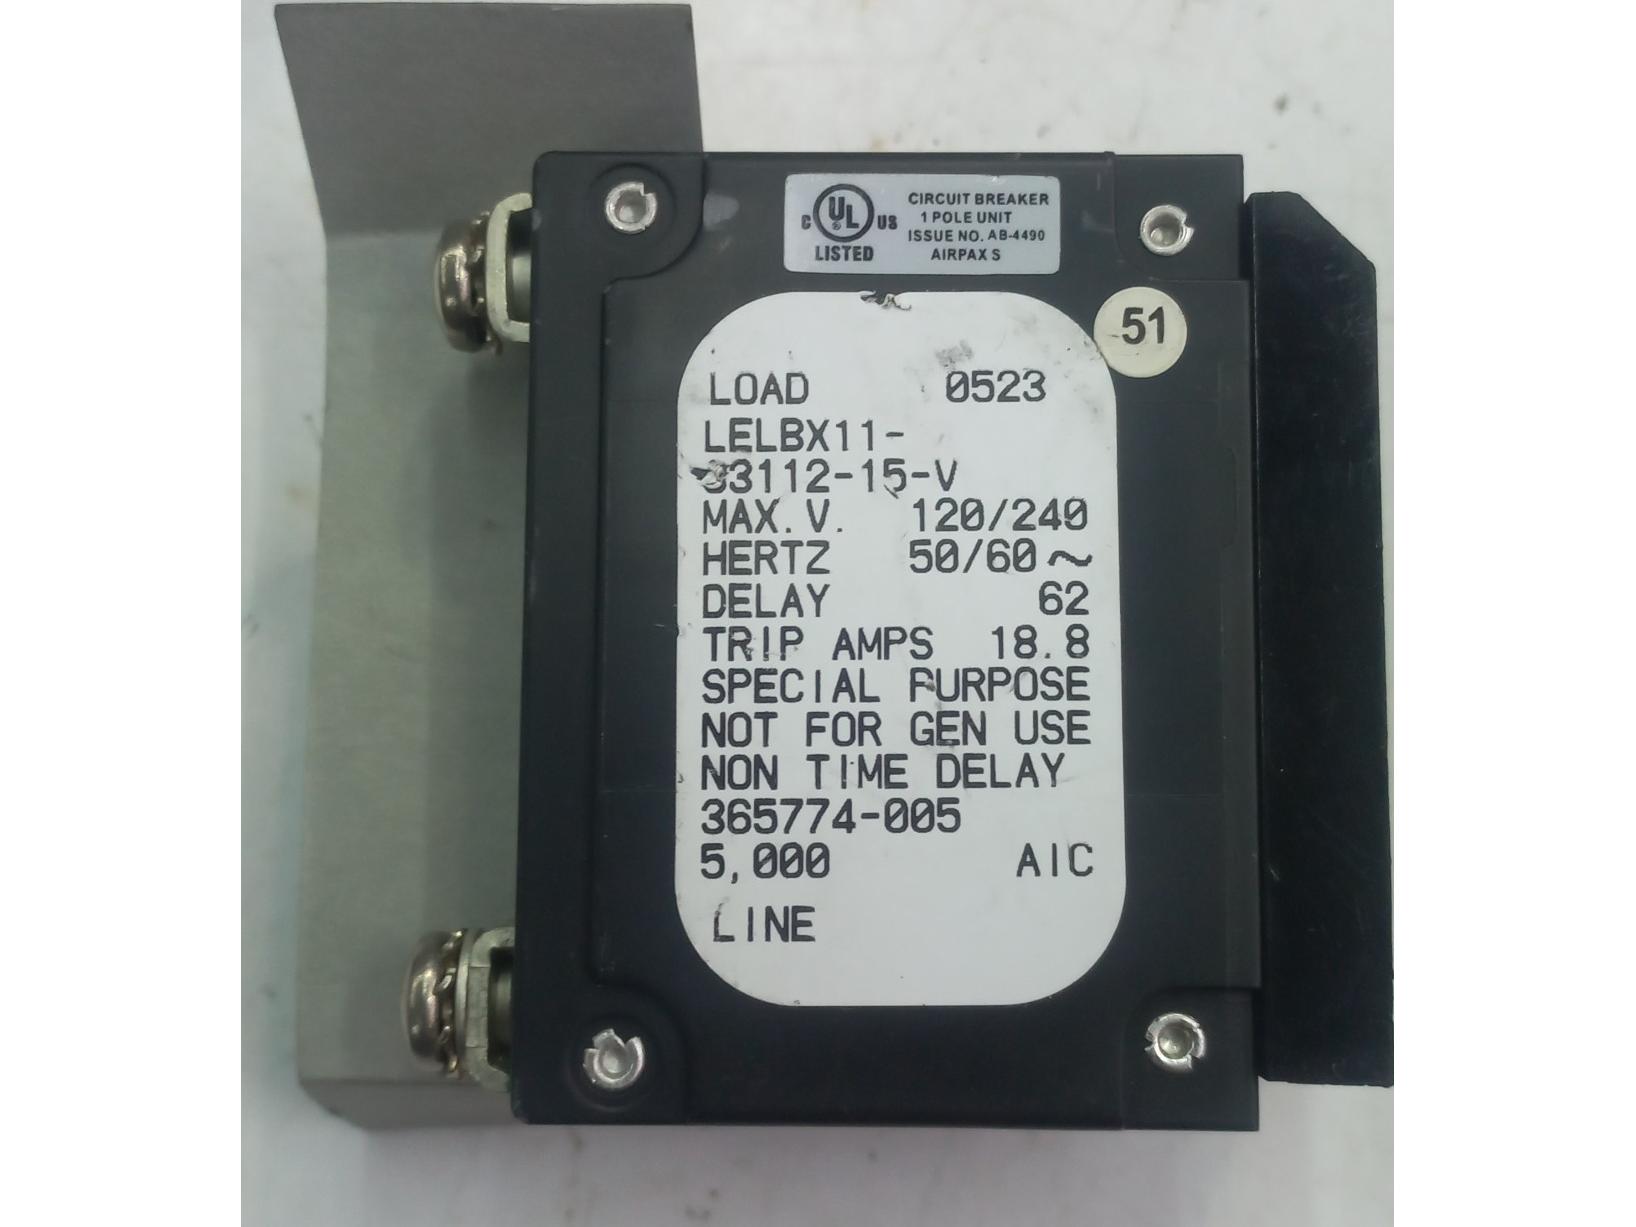 C UL US LISTED
CIRCUIT BREAKER
1 POLE UNIT
ISSUE NO. AB-4490
AIRPAX S
51
LOAD 0523
LELBX11-
33112-15-V
MAX.V. 120/240
HERTZ 50/60~
DELAY 62
TRIP AMPS 18.8
SPECIAL PURPOSE
NOT FOR GEN USE
NON TIME DELAY
365774-005
5,000 AIC
LINE